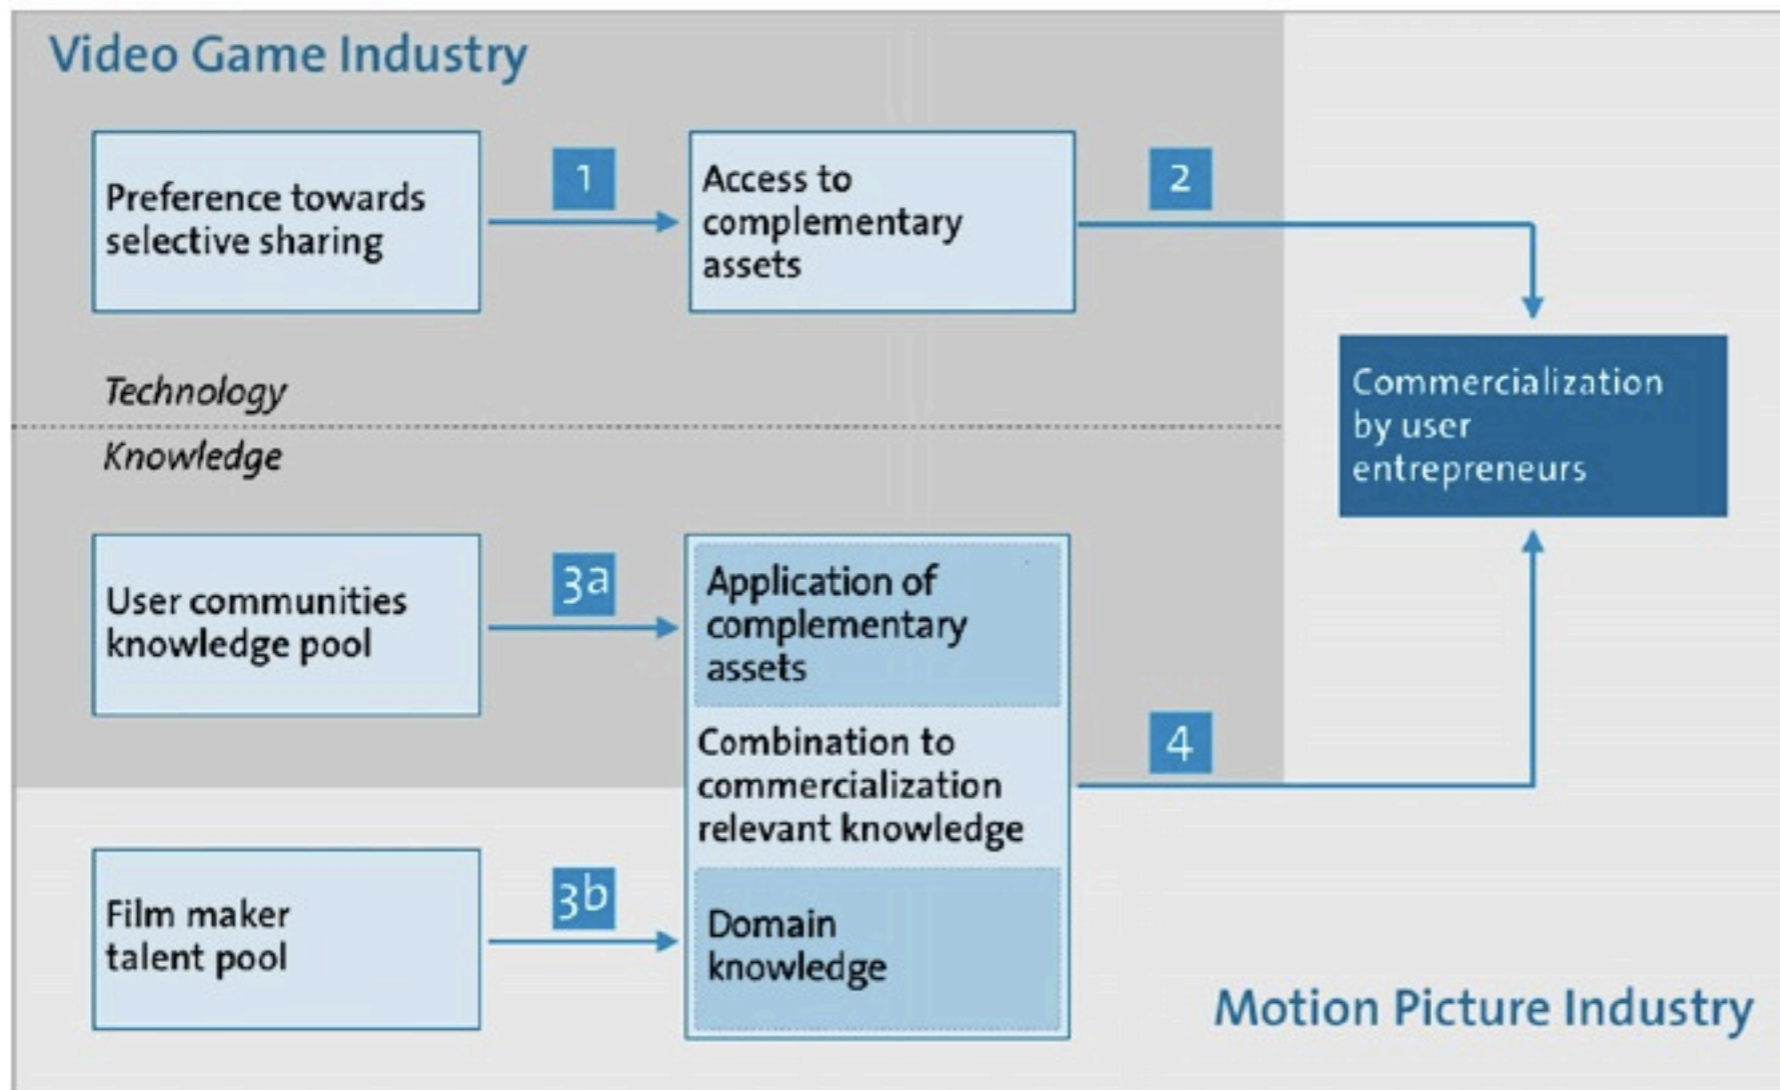 Video Game Industry
Preference towards
selective sharing
1
Access to
complementary
assets
2
Technology
Knowledge
Commercialization
by user
entrepreneurs
User communities
knowledge pool
3a
Application of
complementary
assets
Combination to
commercialization
relevant knowledge
4
Film maker
talent pool
3b
Domain
knowledge
Motion Picture Industry